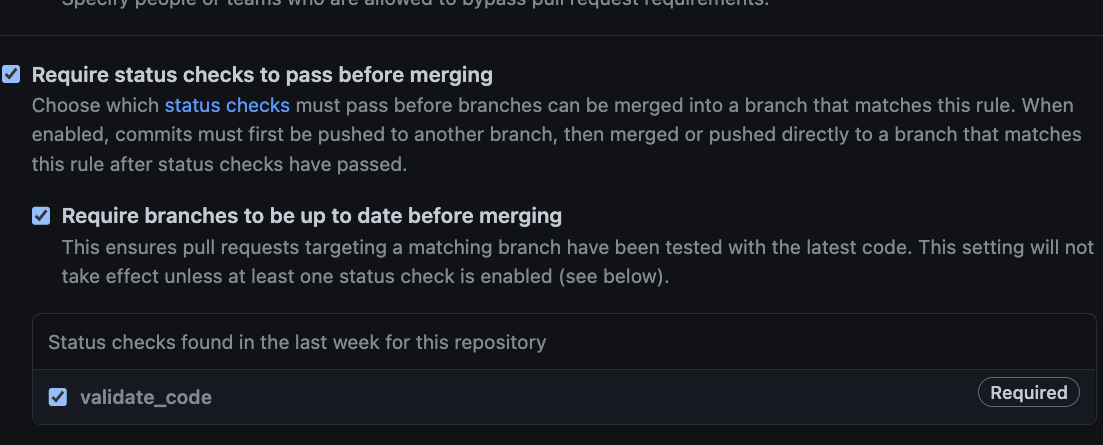 Specify people or teams who are allowed to bypass pull request requirements.
Require status checks to pass before merging
Choose which status checks must pass before branches can be merged into a branch that matches this rule. When
enabled, commits must first be pushed to another branch, then merged or pushed directly to a branch that matches
this rule after status checks have passed.
Require branches to be up to date before merging
This ensures pull requests targeting a matching branch have been tested with the latest code. This setting will not
take effect unless at least one status check is enabled (see below).
Status checks found in the last week for this repository
validate_code Required